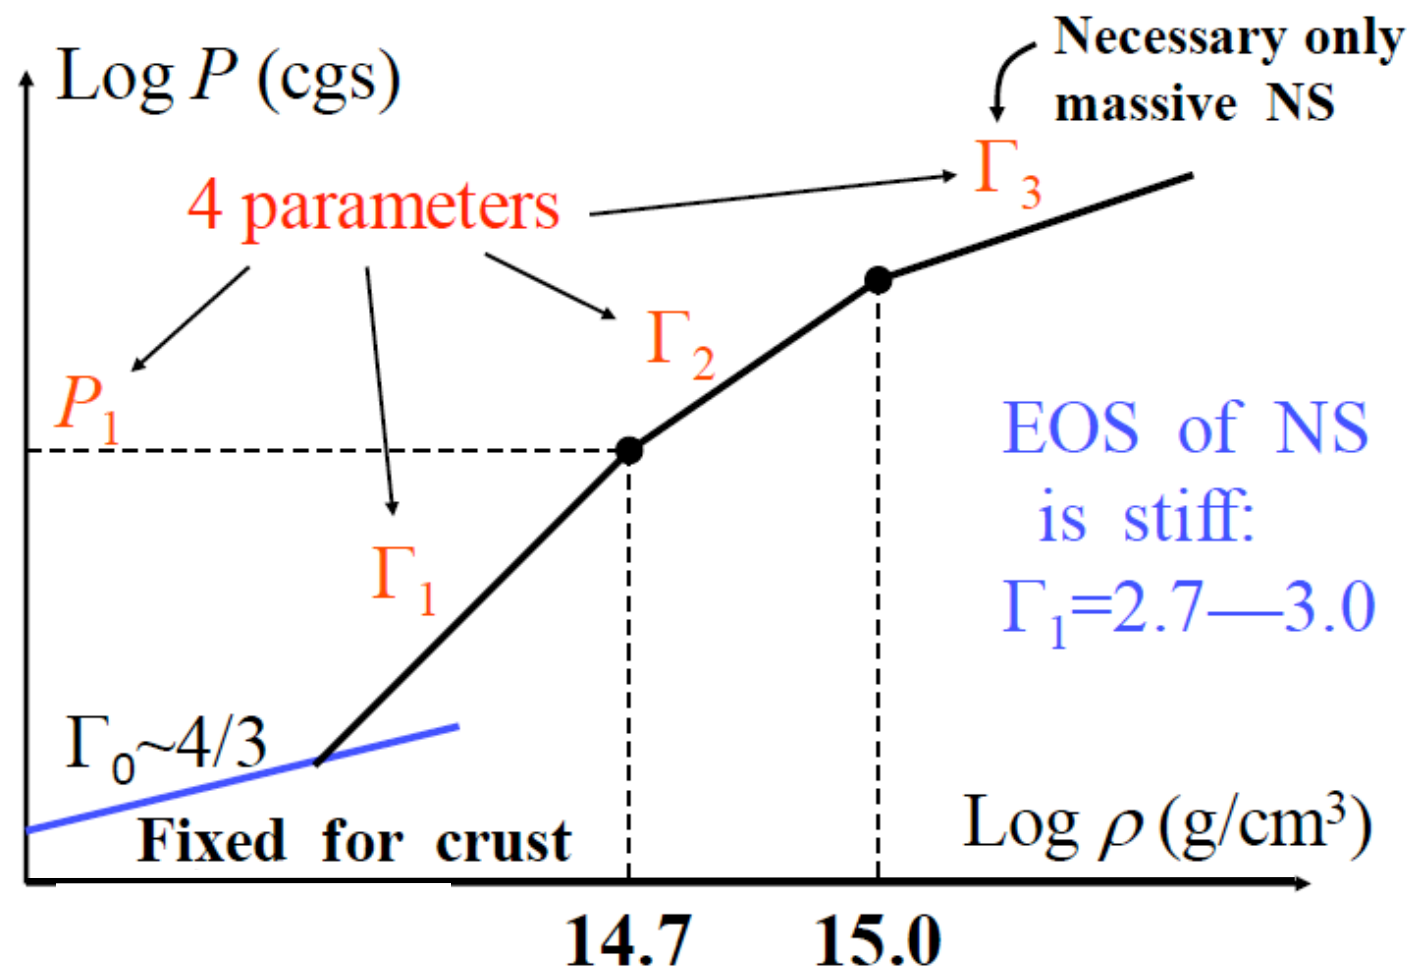 Log P (cgs)
Necessary only
massive NS
Γ3
4 parameters
Γ2
P1
EOS of NS
is stiff:
Γ1=2.7—3.0
Γ1
Γ0~4/3
Fixed for crust
Log ρ (g/cm³)
14.7
15.0